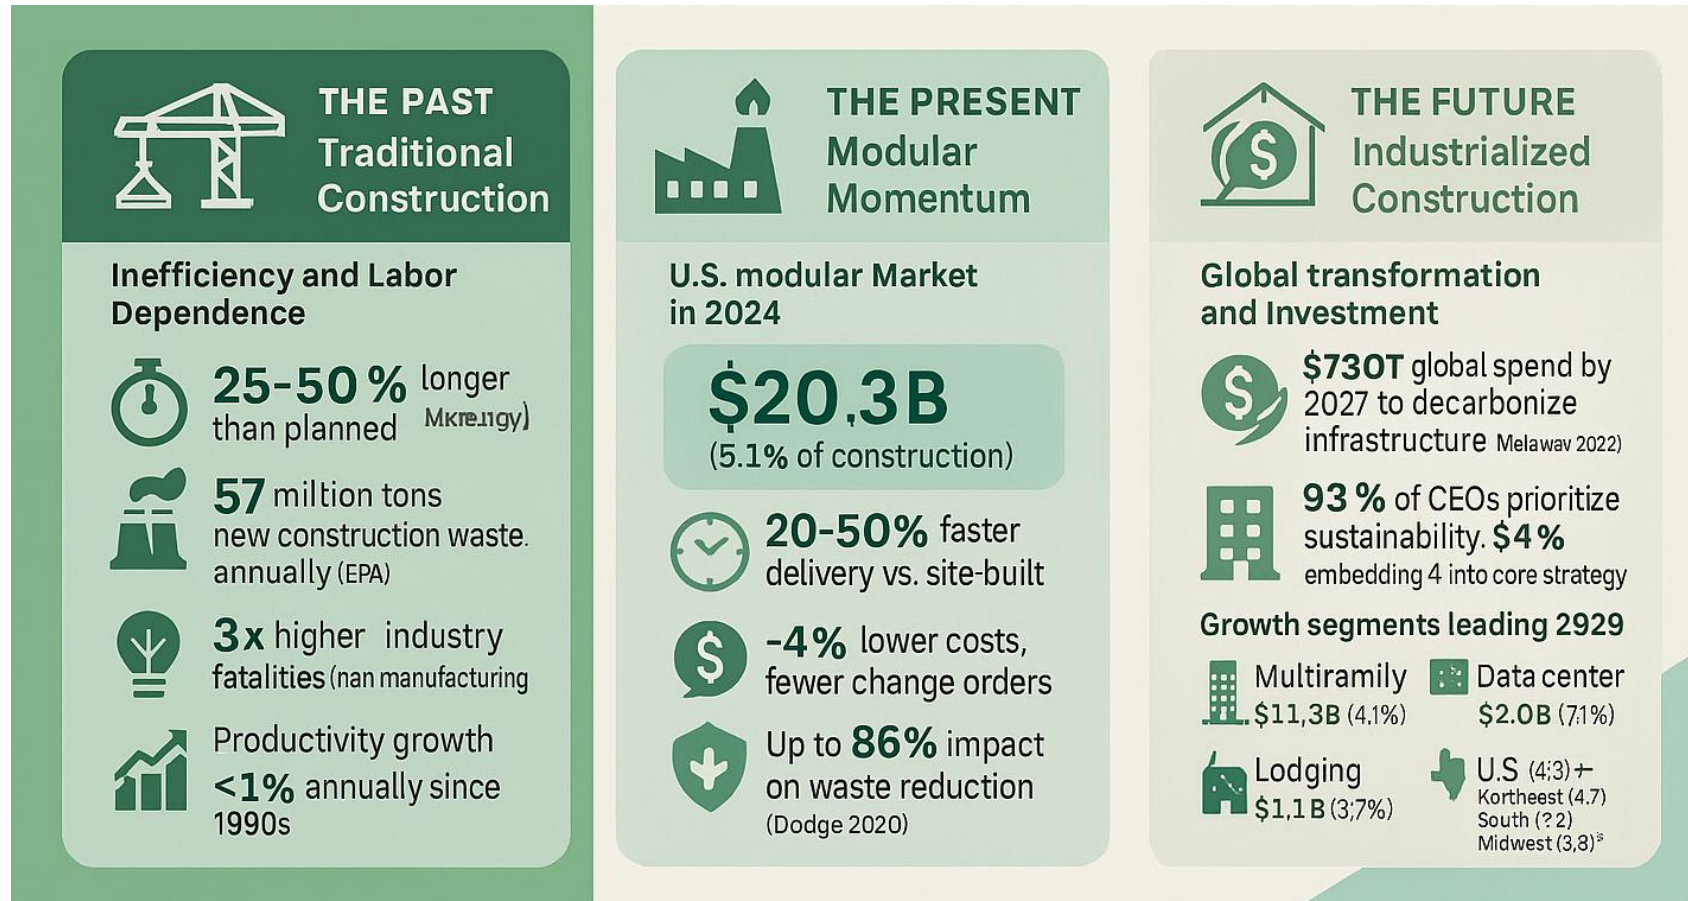 THE PAST
Traditional
Construction
Inefficiency and Labor
Dependence
25-50% longer
than planned
57 miltion tons
new construction waste.
annually (EPA)
3x higher industry
fatalities (nan manufacturing
Productivity growth
<1% annually since
1990s
THE PRESENT
Modular
Momentum
U.S. modular Market
in 2024
$20.3B
(5.1% of construction)
20-50% faster
delivery vs. site-built
-4% lower costs,
fewer change orders
Up to 86% impact
on waste reduction
(Dodge 2020)
THE FUTURE
Industrialized
Construction
Global transformation
and Investment
$730T global spend by
2027 to decarbonize
infrastructure Melawav 2022)
93% of CEOs prioritize
sustainability. $4%
embedding 4 into core strategy
Growth segments leading 2929
Multiramily
$11,3B (4.1%)
Data center
$2.0B (7.1%)
Lodging
$1,1B (3;7%)
U.S (4:3) +
Kortheest (4.7)
South (? 2)
Midwest (3,8)